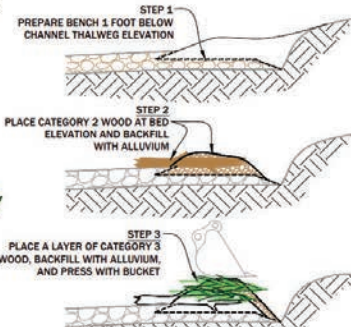 STEP 1
PREPARE BENCH 1 FOOT BELOW
CHANNEL THALWEG ELEVATION
STEP 2
PLACE CATEGORY 2 WOOD AT BED
ELEVATION AND BACKFILL
WITH ALLUVIUM
STEP 3
PLACE A LAYER OF CATEGORY 3
WOOD, BACKFILL WITH ALLUVIUM,
AND PRESS WITH BUCKET